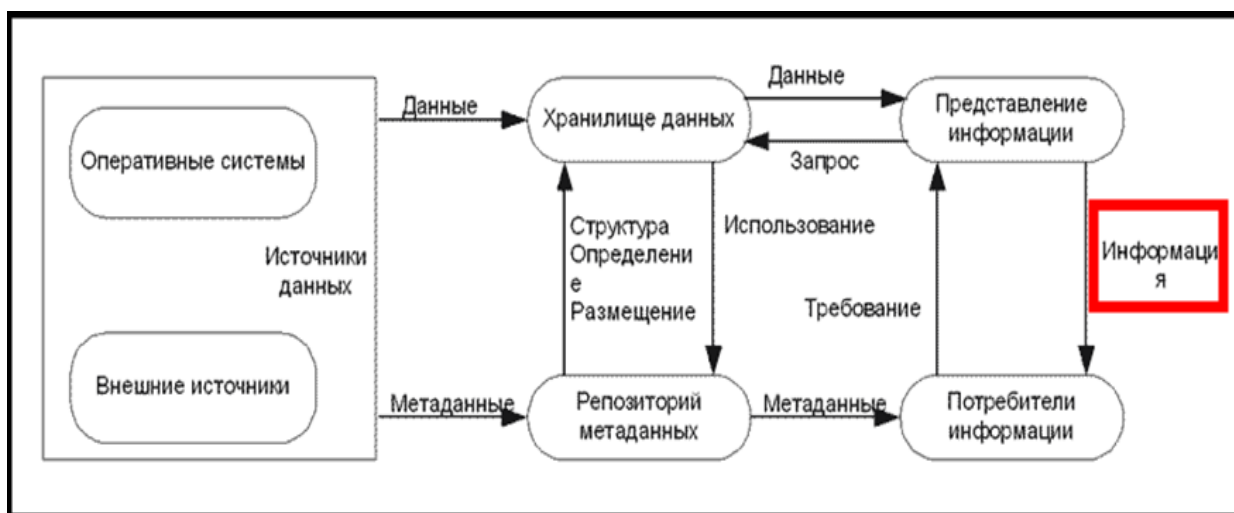 Оперативные системы
Источники
данных
Внешние источники
Данные
Метаданные
Хранилище данных
Данные
Запрос
Представление
информации
Структура
Определени
е
Размещение
Использование
Требование
Информаци
я
Репозиторий
метаданных
Метаданные
Потребители
информации